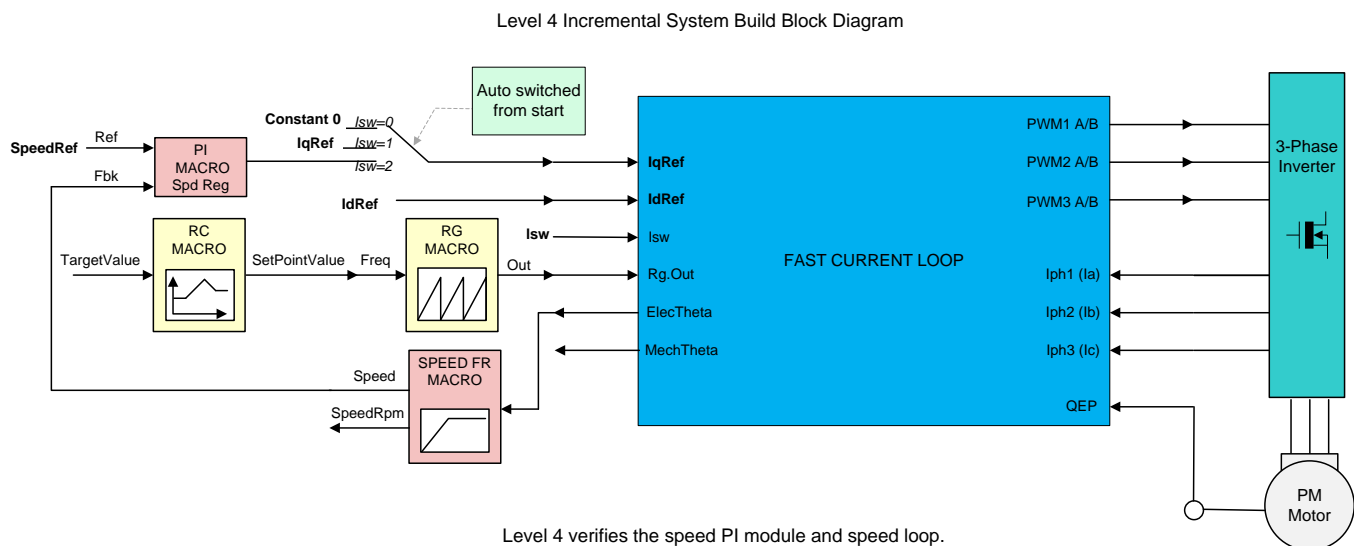 Level 4 Incremental System Build Block Diagram
Auto switched
from start
Constant 0
Isw=0
IqRef
Isw=1
Isw=2
SpeedRef
Ref
Fbk
PI
MACRO
Spd Reg
IdRef
Isw
TargetValue
RC
MACRO
SetPointValue
Freq
RG
MACRO
Out
Speed
SpeedRpm
SPEED FR
MACRO
IqRef
IdRef
Isw
Rg.Out
ElecTheta
MechTheta
FAST CURRENT LOOP
PWM1 A/B
PWM2 A/B
PWM3 A/B
Iph1 (Ia)
Iph2 (Ib)
Iph3 (Ic)
QEP
3-Phase
Inverter
PM
Motor
Level 4 verifies the speed PI module and speed loop.